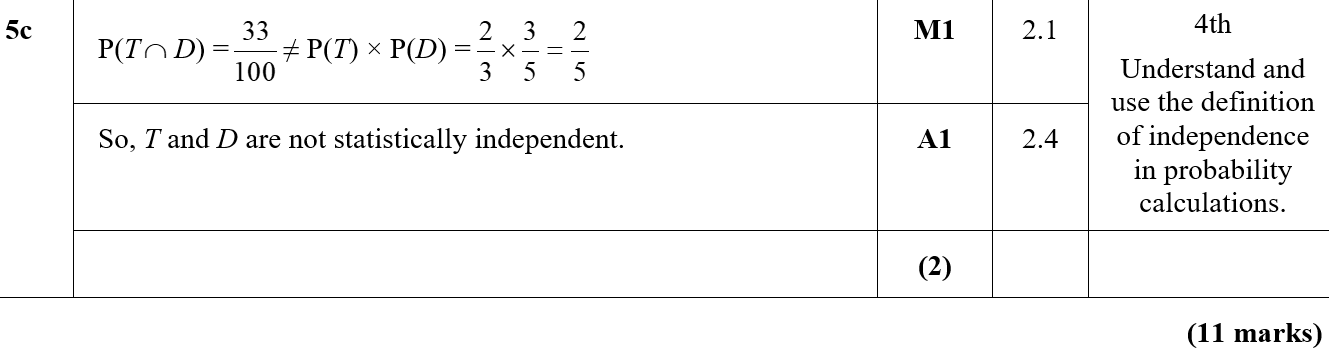 5c
P(T ∩ D) = 33/100 ≠ P(T) × P(D) = 2/3 × 3/5 = 2/5
M1
2.1
4th
Understand and
use the definition
of independence
in probability
calculations.
So, T and D are not statistically independent.
A1
2.4
(2)
(11 marks)